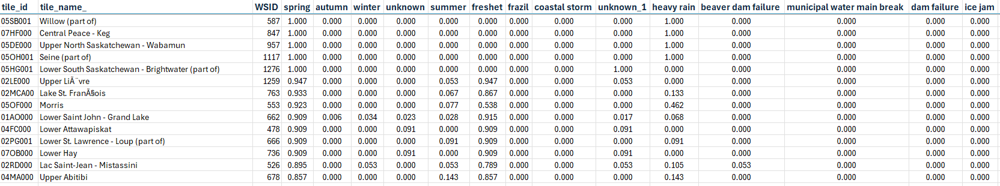 tile_id tile_name_ WSID spring autumn winter unknown summer freshet frazil coastal storm unknown_1 heavy rain beaver dam failure municipal water main break dam failure ice jam
05SB001 Willow (part of) 587 1.000 0.000 0.000 0.000 0.000 0.000 0.000 0.000 0.000 1.000 0.000 0.000 0.000 0.000
07HF000 Central Peace - Keg 847 1.000 0.000 0.000 0.000 0.000 0.000 0.000 0.000 0.000 1.000 0.000 0.000 0.000 0.000
05DE000 Upper North Saskatchewan - Wabamun 957 1.000 0.000 0.000 0.000 0.000 0.000 0.000 0.000 0.000 1.000 0.000 0.000 0.000 0.000
05OH001 Seine (part of) 1117 1.000 0.000 0.000 0.000 0.000 0.000 0.000 0.000 0.000 1.000 0.000 0.000 0.000 0.000
05HG001 Lower South Saskatchewan - Brightwater (part of) 1276 1.000 0.000 0.000 0.000 0.000 0.000 0.000 0.000 1.000 0.000 0.000 0.000 0.000 0.000
02LE000 Upper LiÃ¨vre 1259 0.947 0.000 0.000 0.000 0.053 0.947 0.000 0.000 0.053 0.000 0.000 0.000 0.000 0.000
02MCA00 Lake St. FranÃ§ois 763 0.933 0.000 0.000 0.000 0.067 0.867 0.000 0.000 0.000 0.133 0.000 0.000 0.000 0.000
05OF000 Morris 553 0.923 0.000 0.000 0.000 0.077 0.538 0.000 0.000 0.000 0.462 0.000 0.000 0.000 0.000
01AO000 Lower Saint John - Grand Lake 662 0.909 0.006 0.034 0.023 0.028 0.915 0.000 0.000 0.017 0.068 0.000 0.000 0.000 0.000
04FC000 Lower Attawapiskat 478 0.909 0.000 0.000 0.091 0.000 0.909 0.000 0.000 0.091 0.000 0.000 0.000 0.000 0.000
02PG001 Lower St. Lawrence - Loup (part of) 666 0.909 0.000 0.000 0.000 0.091 0.909 0.000 0.000 0.000 0.091 0.000 0.000 0.000 0.000
07OB000 Lower Hay 736 0.909 0.000 0.000 0.091 0.000 0.909 0.000 0.000 0.091 0.000 0.000 0.000 0.000 0.000
02RD000 Lac Saint-Jean - Mistassini 526 0.895 0.000 0.053 0.000 0.053 0.789 0.000 0.000 0.053 0.105 0.053 0.000 0.000 0.000
04MA000 Upper Abitibi 678 0.857 0.000 0.000 0.000 0.143 0.857 0.000 0.000 0.000 0.143 0.000 0.000 0.000 0.000